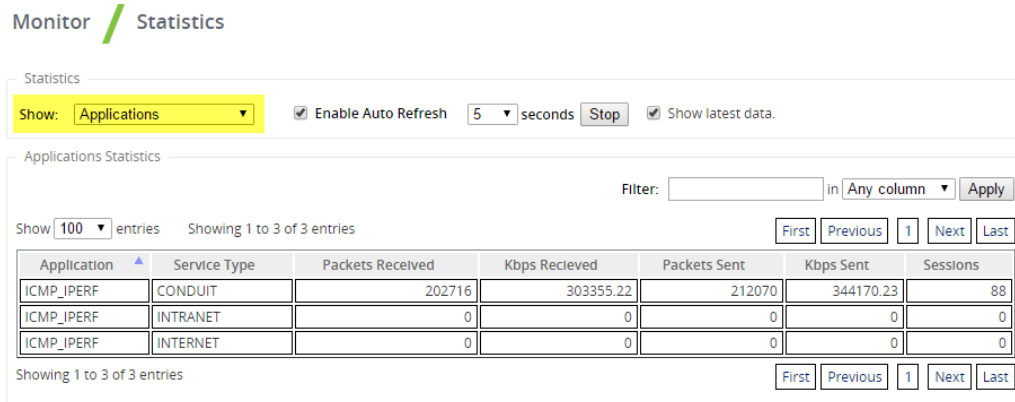 Monitor / Statistics
Statistics
Show: Applications Enable Auto Refresh 5 seconds Stop Show latest data.
Applications Statistics
Filter: in Any column Apply
Show 100 entries Showing 1 to 3 of 3 entries First Previous 1 Next Last
Application Service Type Packets Received Kbps Recieved Packets Sent Kbps Sent Sessions
ICMP_IPERF CONDUIT 202716 303355.22 212070 344170.23 88
ICMP_IPERF INTRANET 0 0 0 0 0
ICMP_IPERF INTERNET 0 0 0 0 0
Showing 1 to 3 of 3 entries First Previous 1 Next Last